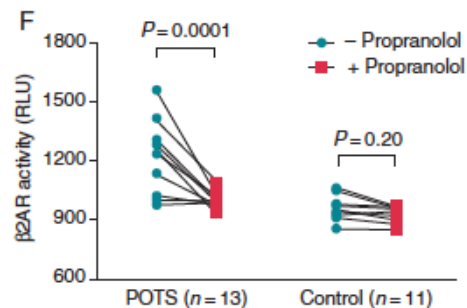 F
β2AR activity (RLU)
1800
1500
1200
900
600
P = 0.0001
– Propranolol
+ Propranolol
P = 0.20
POTS (n = 13)
Control (n = 11)